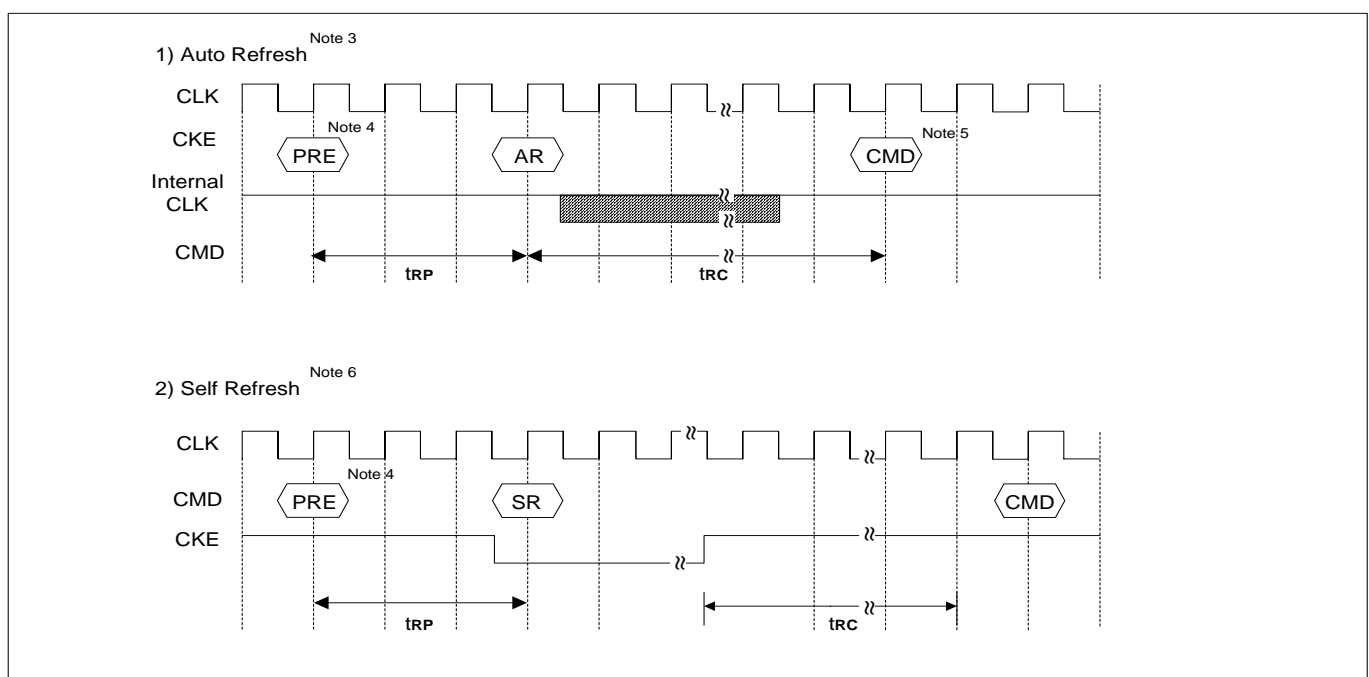 1) Auto Refresh Note 3
CLK
CKE
Note 4
Note 5
PRE
AR
CMD
Internal
CLK
CMD
tRP
tRC
2) Self Refresh Note 6
CLK
Note 4
CMD
PRE
SR
CMD
CKE
tRP
tRC